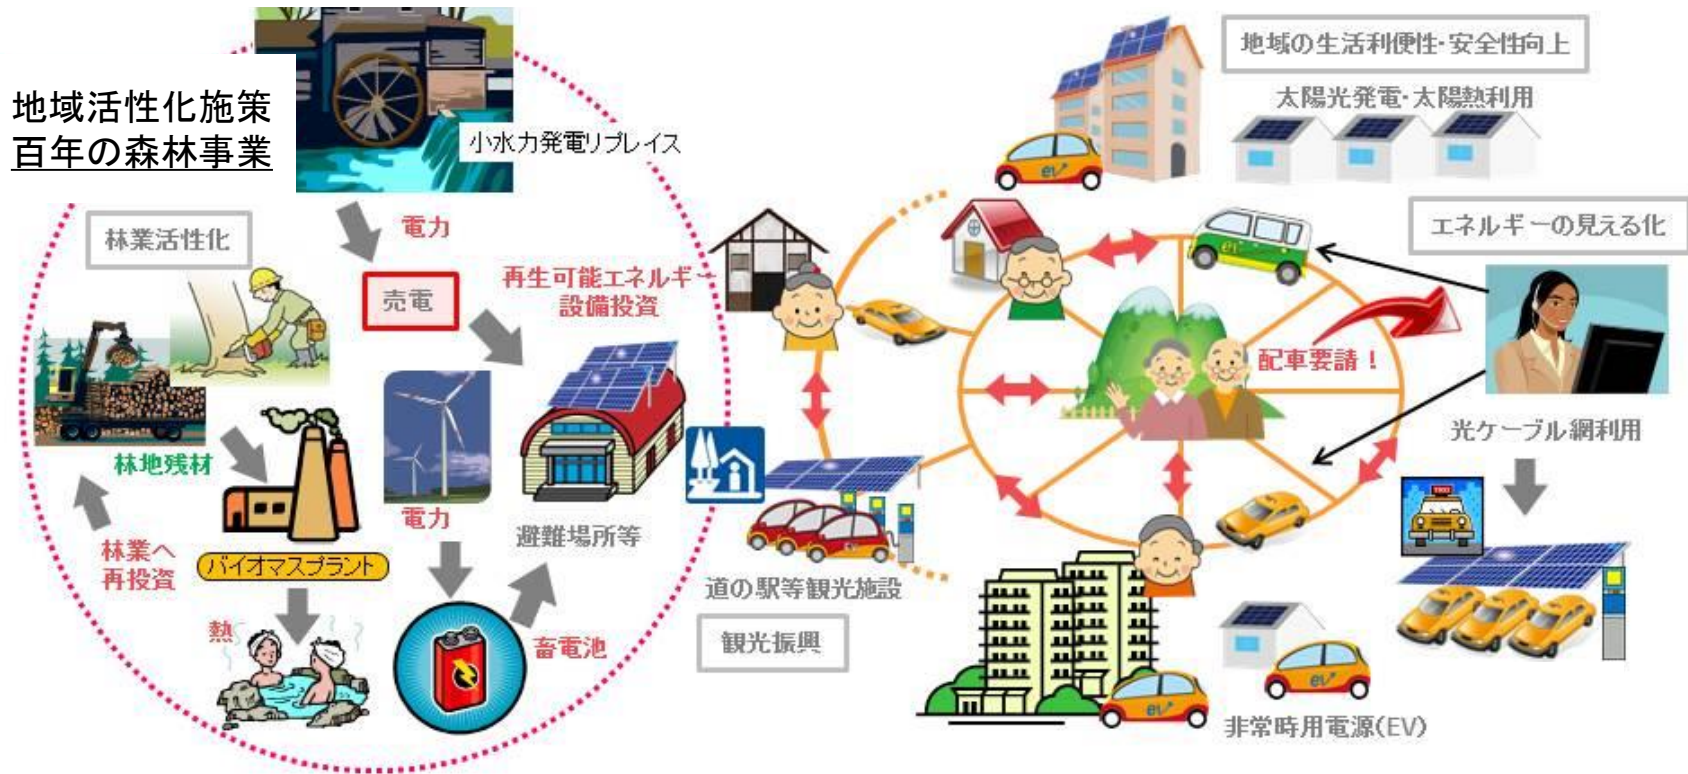 地域活性化施策
百年の森林事業
小水力発電リプレイス
電力
林業活性化
売電
再生可能エネルギー
設備投資
林地残材
電力
避難場所等
林業へ
再投資
バイオマスプラント
熱
畜電池
地域の生活利便性・安全性向上
太陽光発電・太陽熱利用
ev
エネルギーの見える化
ev
配車要請！
光ケーブル網利用
TAXI
道の駅等観光施設
観光振興
ev
ev
非常時用電源(EV)